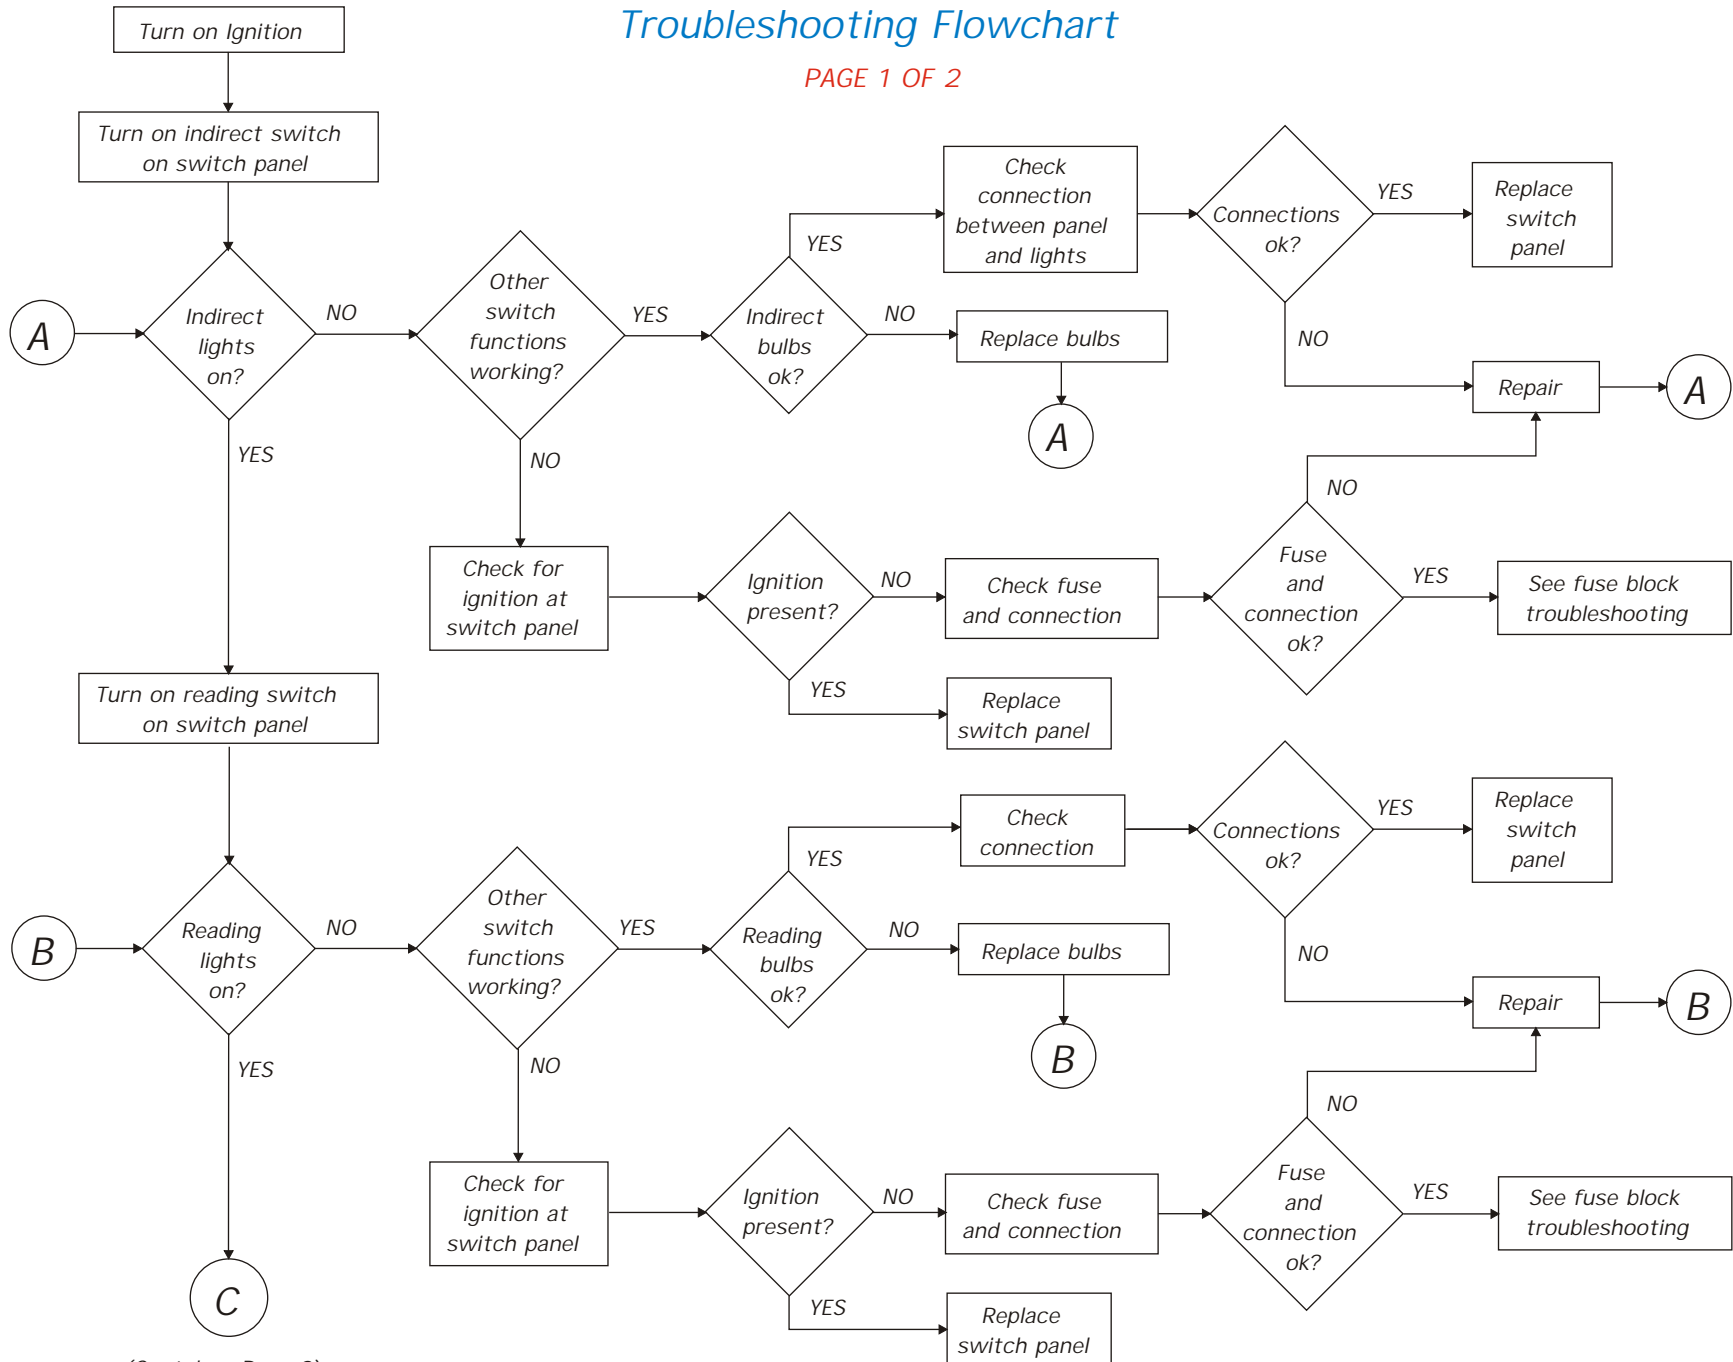 Troubleshooting Flowchart
PAGE 1 OF 2
Turn on Ignition
Turn on indirect switch
on switch panel
A
Indirect
lights
on?
NO
YES
Other
switch
functions
working?
YES
NO
Indirect
bulbs
ok?
YES
NO
Check
connection
between panel
and lights
Connections
ok?
YES
NO
Replace
switch
panel
Replace bulbs
A
Repair
A
Check for
ignition at
switch panel
Ignition
present?
NO
YES
Check fuse
and connection
Fuse
and
connection
ok?
NO
YES
See fuse block
troubleshooting
Replace
switch panel
Turn on reading switch
on switch panel
B
Reading
lights
on?
NO
YES
Other
switch
functions
working?
YES
NO
Reading
bulbs
ok?
YES
NO
Check
connection
Connections
ok?
YES
NO
Replace
switch
panel
Replace bulbs
B
Repair
B
Check for
ignition at
switch panel
Ignition
present?
NO
YES
Check fuse
and connection
Fuse
and
connection
ok?
NO
YES
See fuse block
troubleshooting
Replace
switch panel
C